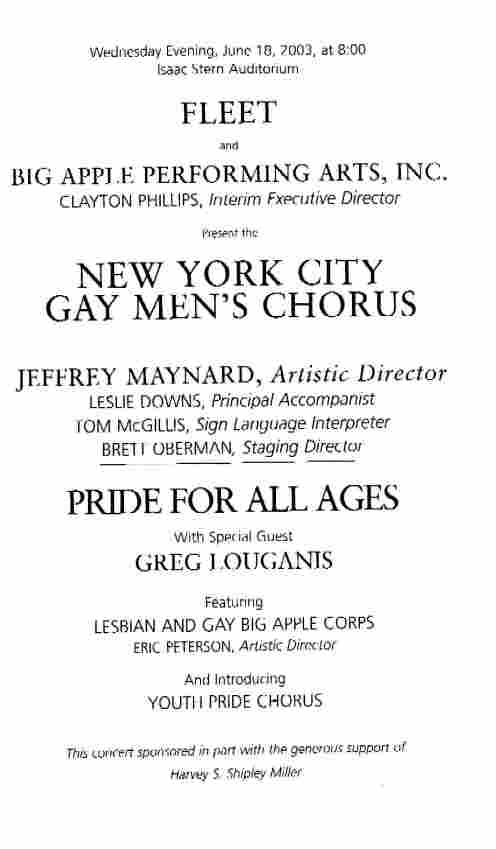 Wednesday Evening, June 18, 2003, at 8:00
Isaac Stern Auditorium
FLEET
and
BIG APPLE PERFORMING ARTS, INC.
CLAYTON PHILLIPS, Interim Executive Director
Present the
NEW YORK CITY
GAY MEN'S CHORUS
JEFFREY MAYNARD, Artistic Director
LESLIE DOWNS, Principal Accompanist
TOM McGILLIS, Sign Language Interpreter
BRETT OBERMAN, Staging Director
PRIDE FOR ALL AGES
With Special Guest
GREG LOUGANIS
Featuring
LESBIAN AND GAY BIG APPLE CORPS
ERIC PETERSON, Artistic Director
And Introducing
YOUTH PRIDE CHORUS
This concert sponsored in part with the generous support of
Harvey S. Shipley Miller